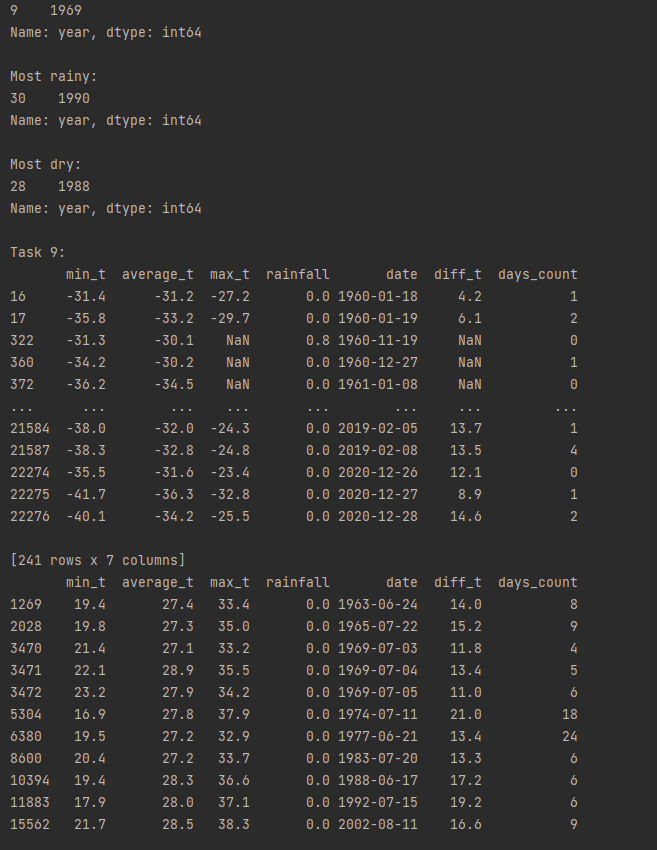 9    1969
Name: year, dtype: int64

Most rainy:
30    1990
Name: year, dtype: int64

Most dry:
28    1988
Name: year, dtype: int64

Task 9:
       min_t  average_t  max_t  rainfall       date  diff_t  days_count
16     -31.4      -31.2  -27.2       0.0 1960-01-18     4.2           1
17     -35.8      -33.2  -29.7       0.0 1960-01-19     6.1           2
322    -31.3      -30.1    NaN       0.8 1960-11-19     NaN           0
360    -34.2      -30.2    NaN       0.0 1960-12-27     NaN           1
372    -36.2      -34.5    NaN       0.0 1961-01-08     NaN           0
...      ...        ...    ...       ...        ...     ...         ...
21584  -38.0      -32.0  -24.3       0.0 2019-02-05    13.7           1
21587  -38.3      -32.8  -24.8       0.0 2019-02-08    13.5           4
22274  -35.5      -31.6  -23.4       0.0 2020-12-26    12.1           0
22275  -41.7      -36.3  -32.8       0.0 2020-12-27     8.9           1
22276  -40.1      -34.2  -25.5       0.0 2020-12-28    14.6           2

[241 rows x 7 columns]
       min_t  average_t  max_t  rainfall       date  diff_t  days_count
1269    19.4       27.4   33.4       0.0 1963-06-24    14.0           8
2028    19.8       27.3   35.0       0.0 1965-07-22    15.2           9
3470    21.4       27.1   33.2       0.0 1969-07-03    11.8           4
3471    22.1       28.9   35.5       0.0 1969-07-04    13.4           5
3472    23.2       27.9   34.2       0.0 1969-07-05    11.0           6
5304    16.9       27.8   37.9       0.0 1974-07-11    21.0          18
6380    19.5       27.2   32.9       0.0 1977-06-21    13.4          24
8600    20.4       27.2   33.7       0.0 1983-07-20    13.3           6
10394   19.4       28.3   36.6       0.0 1988-06-17    17.2           6
11883   17.9       28.0   37.1       0.0 1992-07-15    19.2           6
15562   21.7       28.5   38.3       0.0 2002-08-11    16.6           9